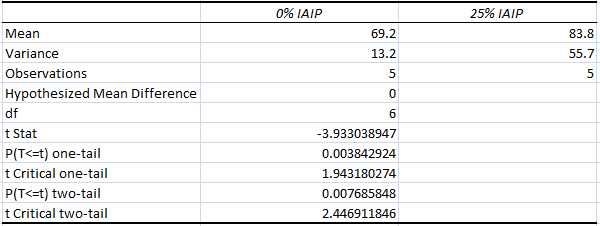 0% IAIP 25% IAIP
Mean 69.2 83.8
Variance 13.2 55.7
Observations 5 5
Hypothesized Mean Difference 0
df 6
t Stat -3.933038947
P(T<=t) one-tail 0.003842924
t Critical one-tail 1.943180274
P(T<=t) two-tail 0.007685848
t Critical two-tail 2.446911846